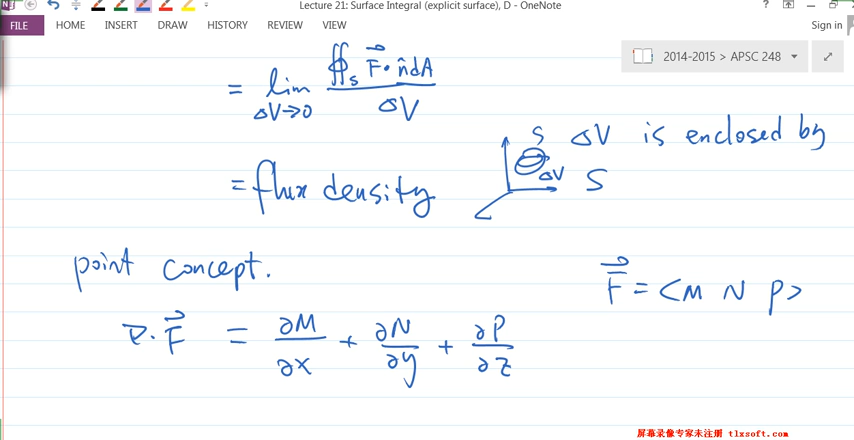 Lecture 21: Surface Integral (explicit surface), D - OneNote
FILE HOME INSERT DRAW HISTORY REVIEW VIEW Sign in
2014-2015 > APSC 248
= lim ΔV→0 ∯S F⃗ · n̂ dA / ΔV
S ΔV is enclosed by
= flux density ΔV S
point concept.
F⃗ = <M N P>
∇·F⃗ = ∂M/∂x + ∂N/∂y + ∂P/∂z
屏幕录像专家未注册 tlxsoft.com